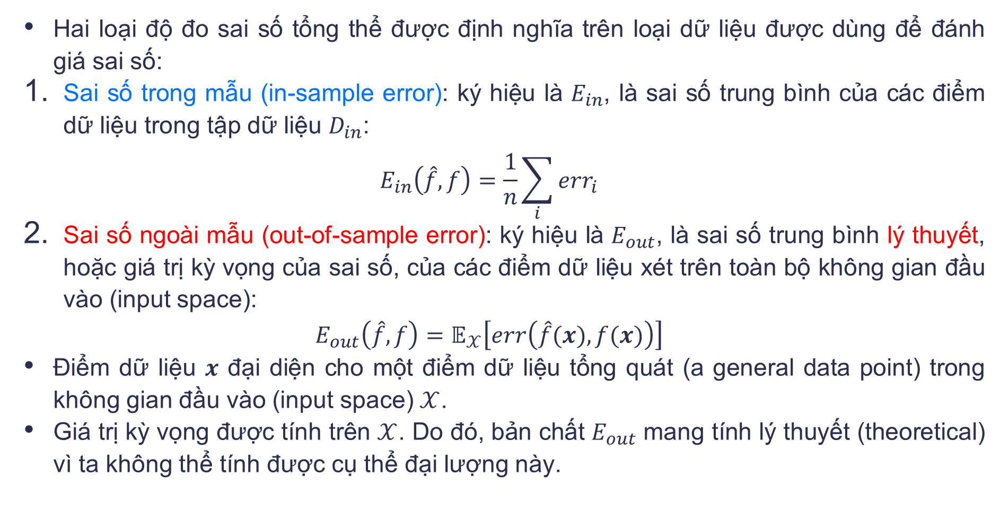 • Hai loại độ đo sai số tổng thể được định nghĩa trên loại dữ liệu được dùng để đánh
giá sai số:
1. Sai số trong mẫu (in-sample error): ký hiệu là E_{in}, là sai số trung bình của các điểm
dữ liệu trong tập dữ liệu D_{in}:
E_{in}(\hat{f}, f) = \frac{1}{n} \sum_{i} err_i
2. Sai số ngoài mẫu (out-of-sample error): ký hiệu là E_{out}, là sai số trung bình lý thuyết,
hoặc giá trị kỳ vọng của sai số, của các điểm dữ liệu xét trên toàn bộ không gian đầu
vào (input space):
E_{out}(\hat{f}, f) = \mathbb{E}_{\mathcal{X}}[err(\hat{f}(\boldsymbol{x}), f(\boldsymbol{x}))]
• Điểm dữ liệu x đại diện cho một điểm dữ liệu tổng quát (a general data point) trong
không gian đầu vào (input space) 𝒳.
• Giá trị kỳ vọng được tính trên 𝒳. Do đó, bản chất E_{out} mang tính lý thuyết (theoretical)
vì ta không thể tính được cụ thể đại lượng này.